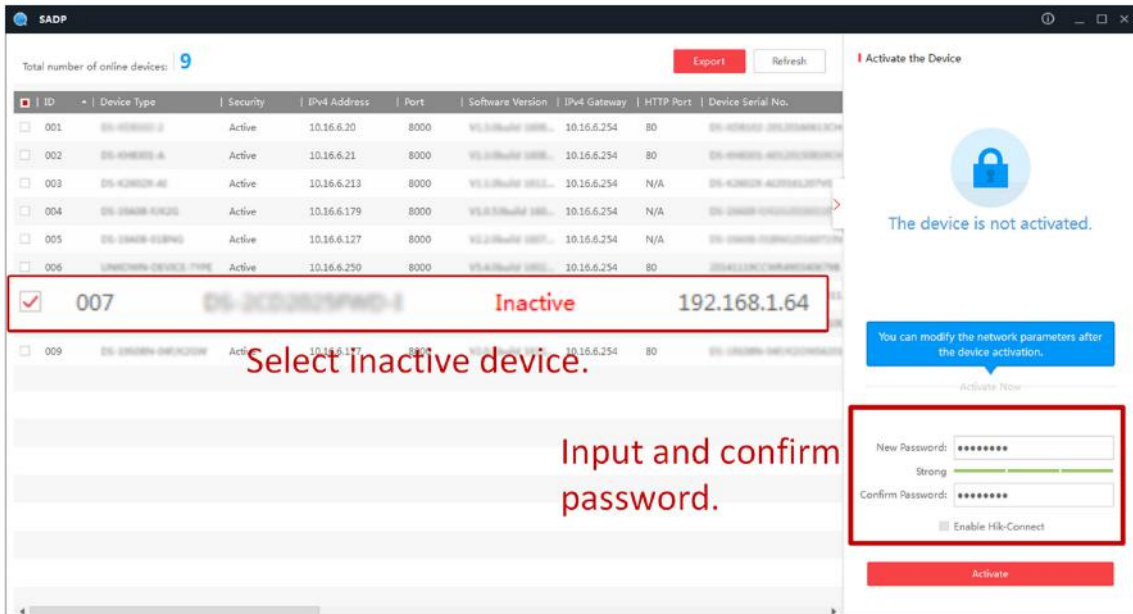 SADP
Total number of online devices: 9
Export
Refresh
ID | Device Type | Security | IPv4 Address | Port | Software Version | IPv4 Gateway | HTTP Port | Device Serial No.
001 Active 10.16.6.20 8000 10.16.6.254 80
002 Active 10.16.6.21 8000 10.16.6.254 80
003 Active 10.16.6.213 8000 10.16.6.254 N/A
004 Active 10.16.6.179 8000 10.16.6.254 N/A
005 Active 10.16.6.127 8000 10.16.6.254 N/A
006 Active 10.16.6.250 8000 10.16.6.254 80
007 Inactive 192.168.1.64
009 10.16.6.254 80
Select inactive device.
Input and confirm
password.
Activate the Device
The device is not activated.
You can modify the network parameters after
the device activation.
Activate Now
New Password:
Strong
Confirm Password:
Enable Hik-Connect
Activate